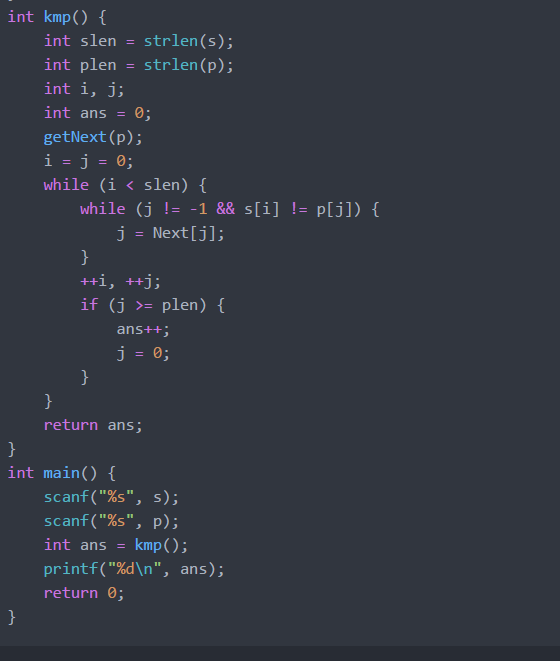 int kmp() {
    int slen = strlen(s);
    int plen = strlen(p);
    int i, j;
    int ans = 0;
    getNext(p);
    i = j = 0;
    while (i < slen) {
        while (j != -1 && s[i] != p[j]) {
            j = Next[j];
        }
        ++i, ++j;
        if (j >= plen) {
            ans++;
            j = 0;
        }
    }
    return ans;
}
int main() {
    scanf("%s", s);
    scanf("%s", p);
    int ans = kmp();
    printf("%d\n", ans);
    return 0;
}